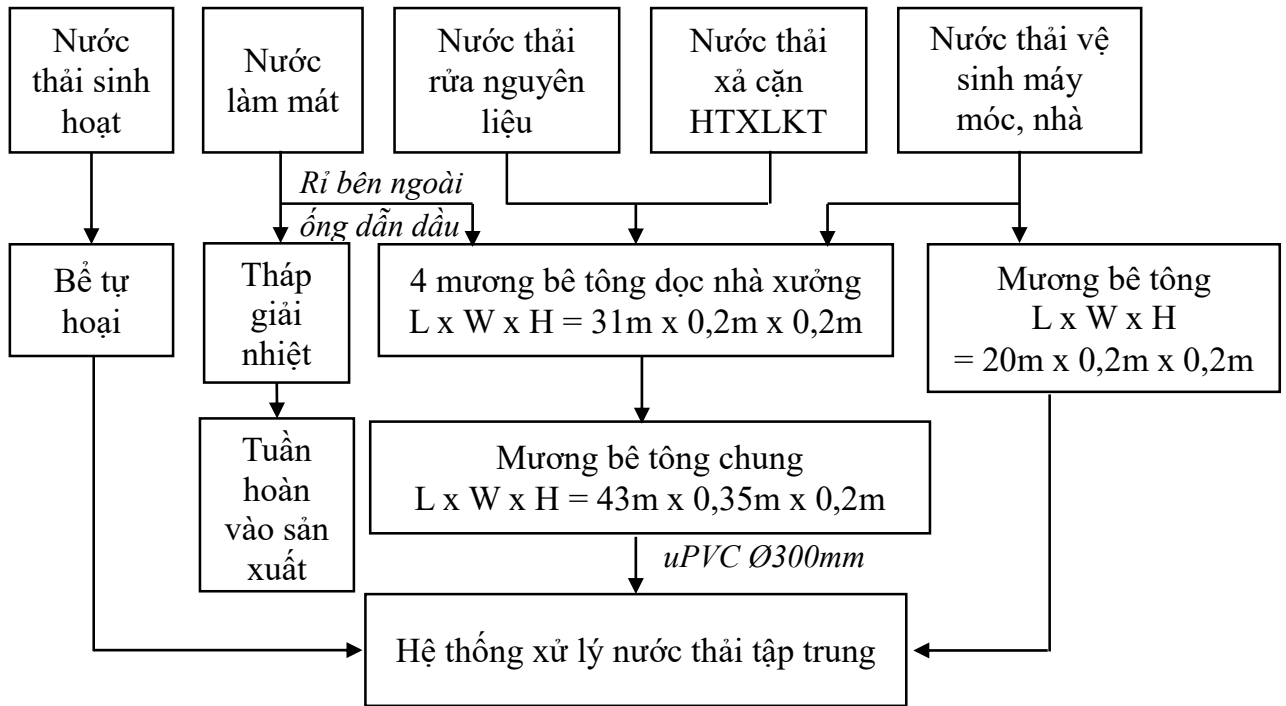 Nước
thải sinh
hoạt
Nước
làm mát
Nước thải
rửa nguyên
liệu
Nước thải
xả cặn
HTXLKT
Nước thải vệ
sinh máy
móc, nhà
Rỉ bên ngoài
ống dẫn dầu
Bể tự
hoại
Tháp
giải
nhiệt
4 mương bê tông dọc nhà xưởng
L x W x H = 31m x 0,2m x 0,2m
Mương bê tông
L x W x H
= 20m x 0,2m x 0,2m
Tuần
hoàn
vào sản
xuất
Mương bê tông chung
L x W x H = 43m x 0,35m x 0,2m
uPVC Ø300mm
Hệ thống xử lý nước thải tập trung